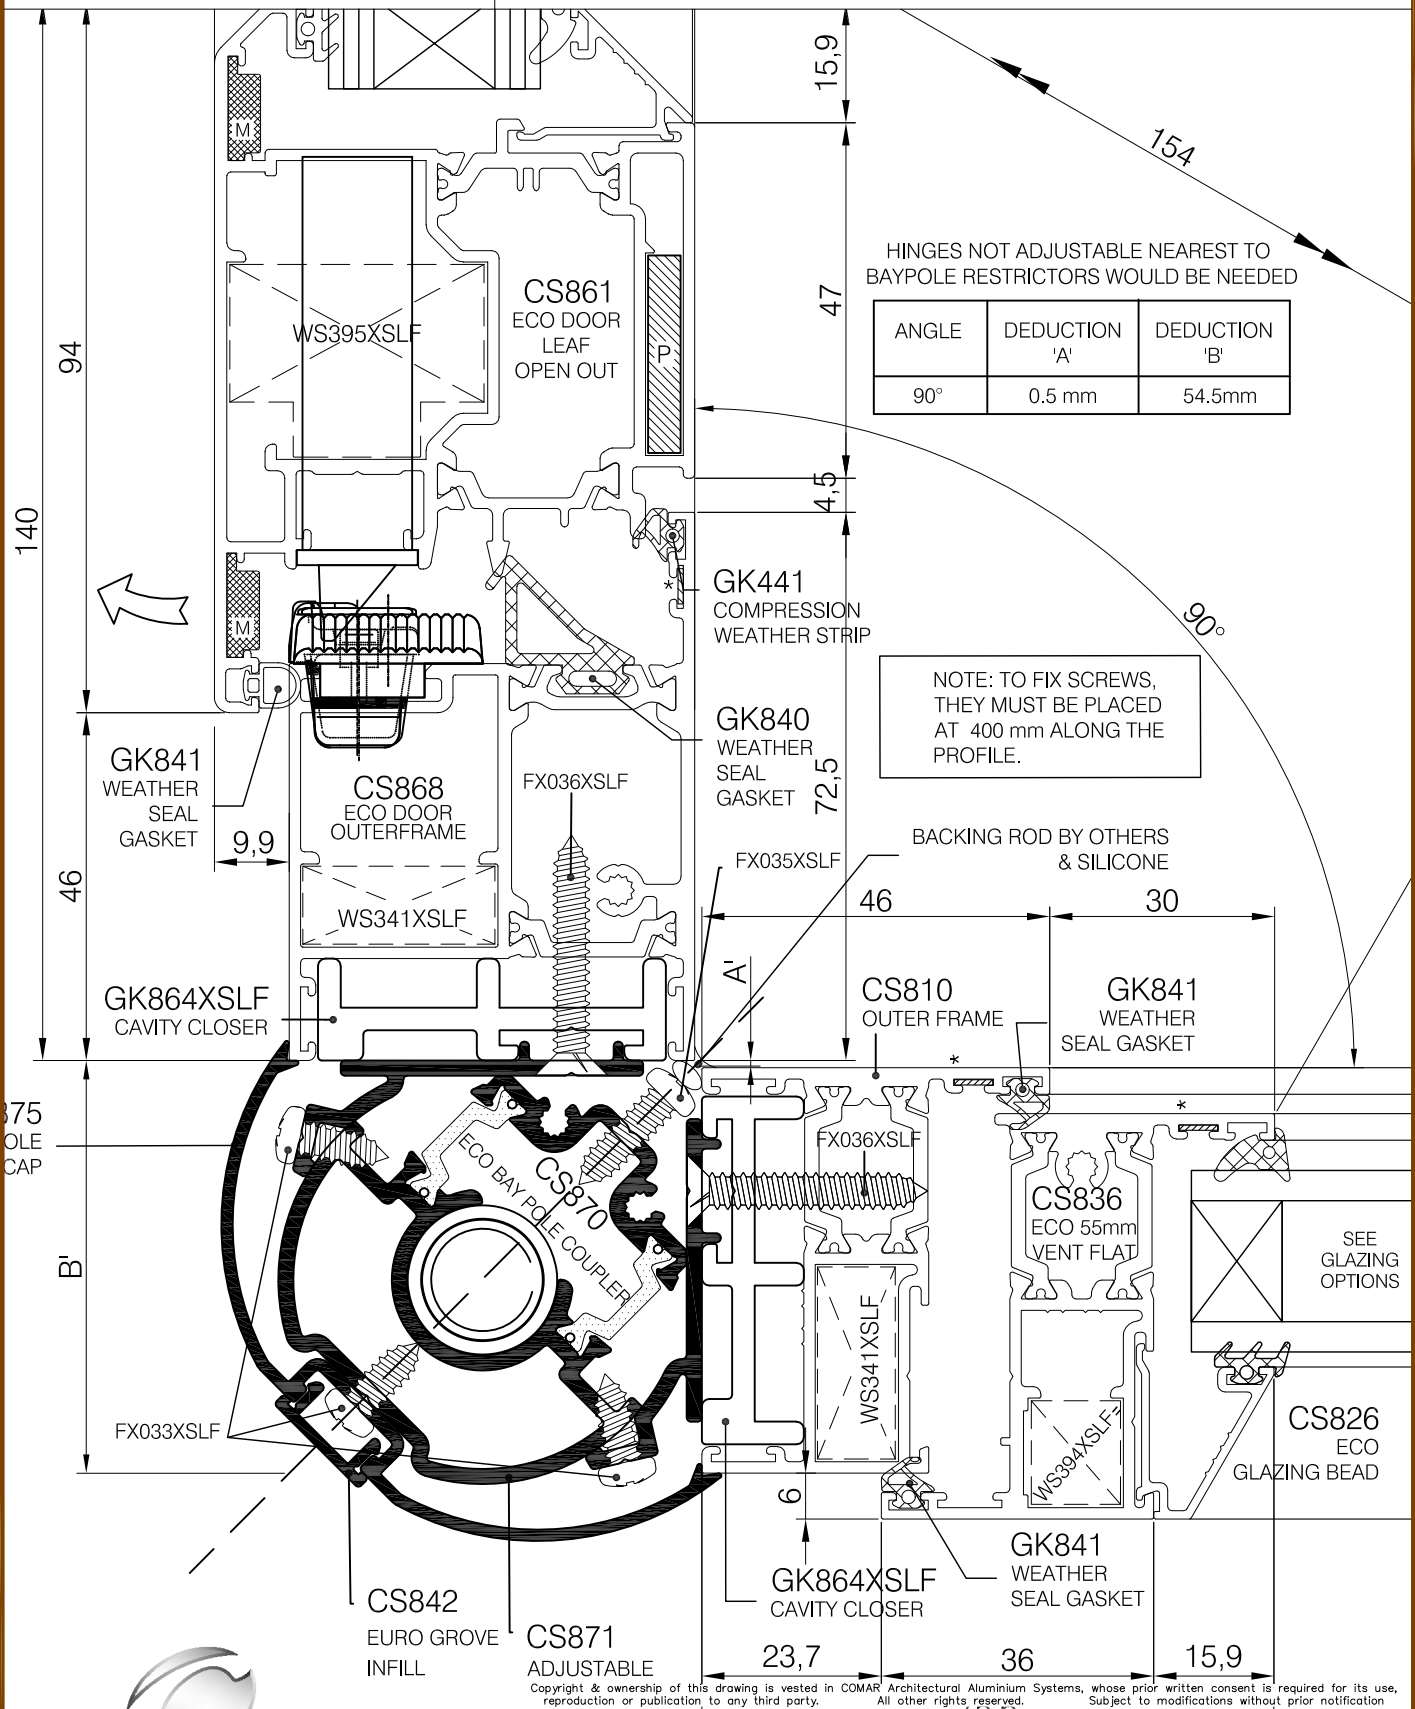 15,9
154
M
HINGES NOT ADJUSTABLE NEAREST TO
BAYPOLE RESTRICTORS WOULD BE NEEDED
ANGLE DEDUCTION 'A' DEDUCTION 'B'
90° 0.5 mm 54.5mm
CS861
ECO DOOR
LEAF
OPEN OUT
WS395XSLF
P
47
94
140
4,5
GK441
COMPRESSION
WEATHER STRIP
*
M
90°
NOTE: TO FIX SCREWS,
THEY MUST BE PLACED
AT 400 mm ALONG THE
PROFILE.
GK840
WEATHER
SEAL
GASKET
72,5
GK841
WEATHER
SEAL
GASKET
9,9
CS868
ECO DOOR
OUTERFRAME
FX036XSLF
FX035XSLF
BACKING ROD BY OTHERS
& SILICONE
46
WS341XSLF
46
30
A'
GK864XSLF
CAVITY CLOSER
CS810
OUTER FRAME
GK841
WEATHER
SEAL GASKET
*
*
375
OLE
CAP
ECO BAY POLE COUPLER
CS870
FX036XSLF
CS836
ECO 55mm
VENT FLAT
SEE
GLAZING
OPTIONS
B'
WS341XSLF
WS394XSLF
FX033XSLF
CS826
ECO
GLAZING BEAD
6
GK841
WEATHER
SEAL GASKET
GK864XSLF
CAVITY CLOSER
CS842
EURO GROVE
INFILL
CS871
ADJUSTABLE
23,7
36
15,9
Copyright & ownership of this drawing is vested in COMAR Architectural Aluminium Systems, whose prior written consent is required for its use,
reproduction or publication to any third party. All other rights reserved. Subject to modifications without prior notification